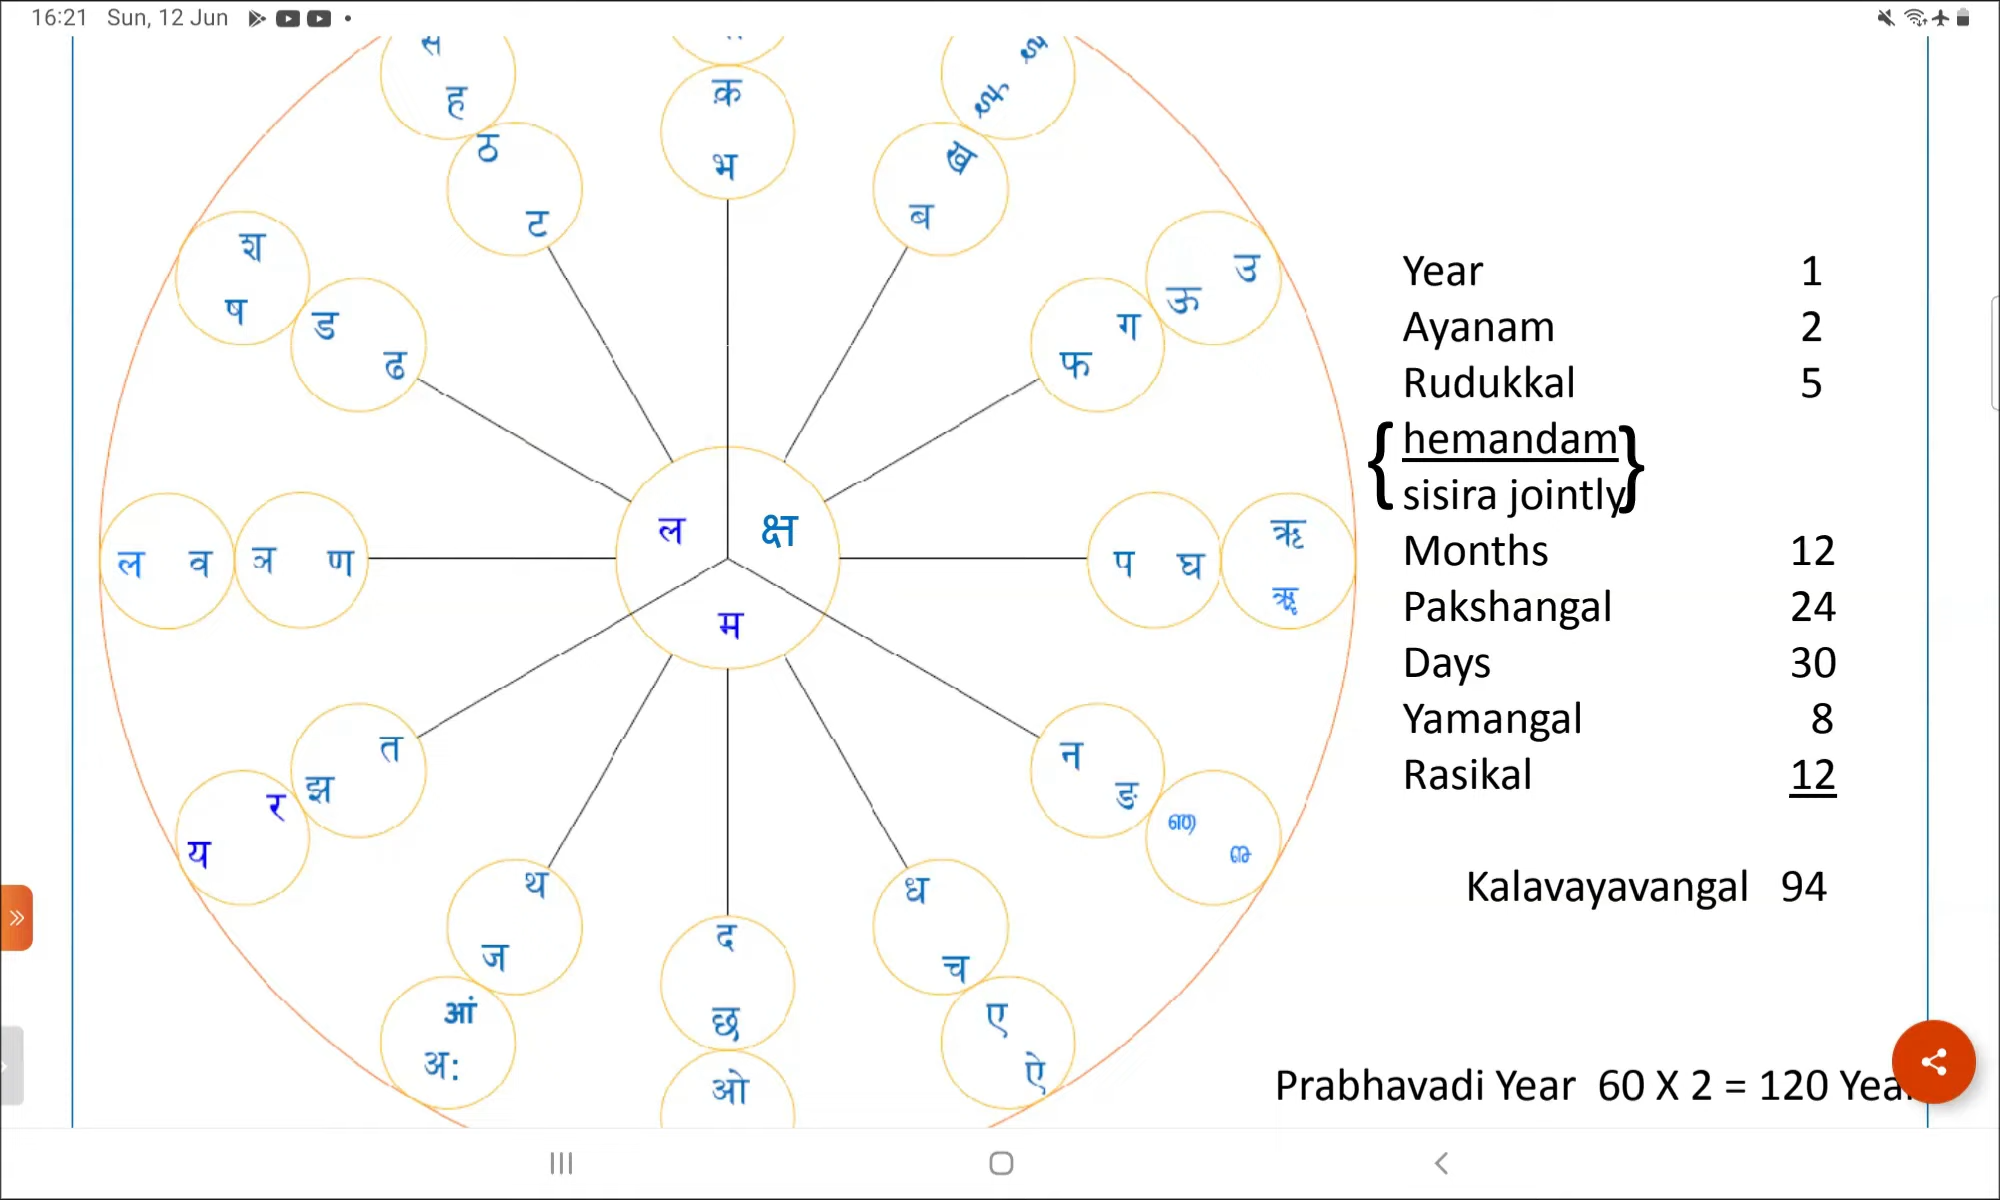 16:21 Sun, 12 Jun
ह
क़
भ
ठ
ट
ख
ब
श
ष
ड
ढ
उ
ऊ
ग
फ
ल व ञ ण
ल क्ष
म
प घ
ऋ
ॠ
त
झ
र
य
न
ङ
ഌ
थ
ज
आं
अः
द
छ
ओ
ध
च
ए
ऐ
Year 1
Ayanam 2
Rudukkal 5
{hemandam
sisira jointly}
Months 12
Pakshangal 24
Days 30
Yamangal 8
Rasikal 12
Kalavayavangal 94
Prabhavadi Year 60 X 2 = 120 Yea